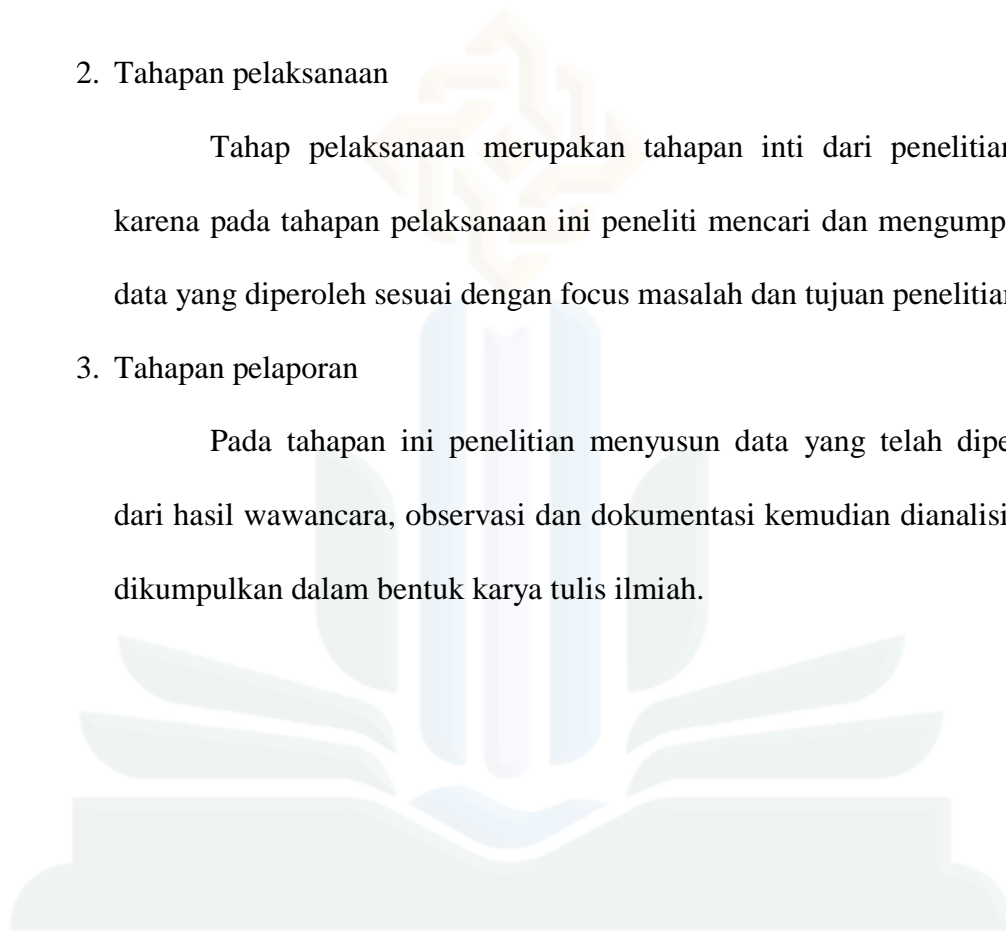 2. Tahapan pelaksanaan
Tahap pelaksanaan merupakan tahapan inti dari penelitian
karena pada tahapan pelaksanaan ini peneliti mencari dan mengump
data yang diperoleh sesuai dengan focus masalah dan tujuan penelitian
3. Tahapan pelaporan
Pada tahapan ini penelitian menyusun data yang telah dipe
dari hasil wawancara, observasi dan dokumentasi kemudian dianalisi
dikumpulkan dalam bentuk karya tulis ilmiah.